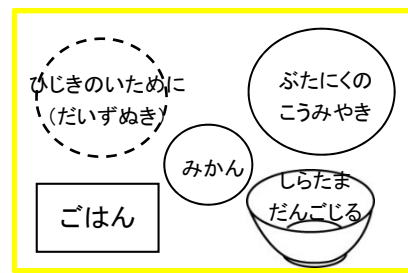 ひじきのいために
（だいずぬき）
ぶたにくの
こうみやき
みかん
ごはん
しらたま
だんごじる